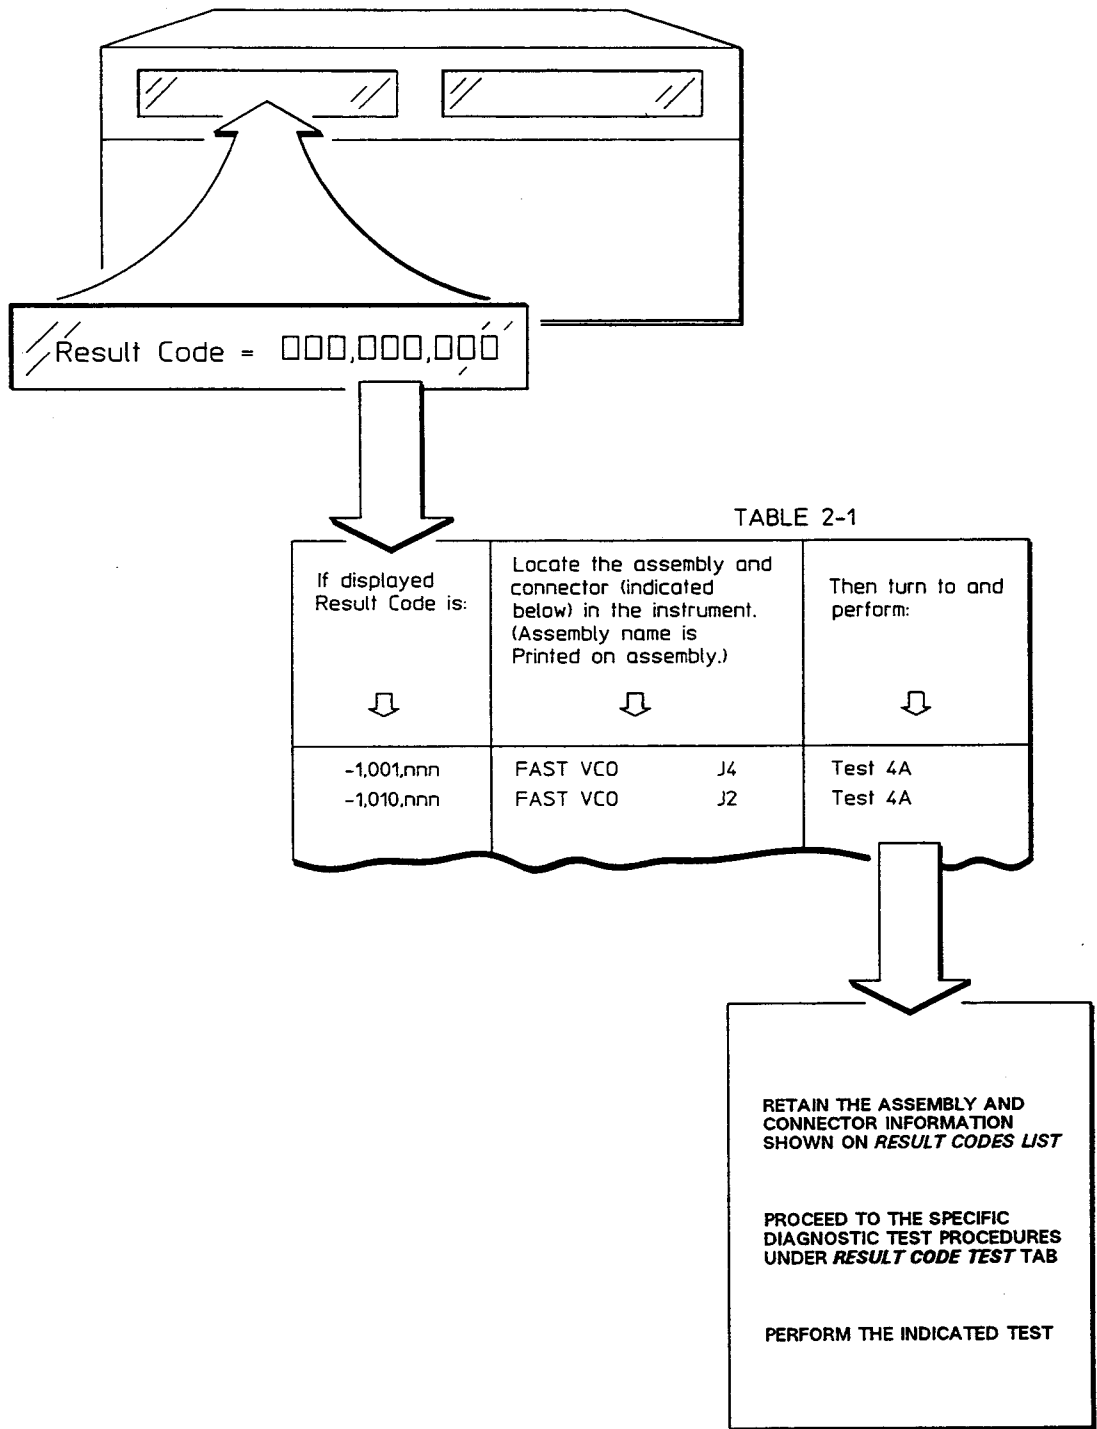 Result Code = 000,000,000
TABLE 2-1
If displayed
Result Code is:
Locate the assembly and
connector (indicated
below) in the instrument.
(Assembly name is
Printed on assembly.)
Then turn to and
perform:
-1,001,nnn FAST VCO J4 Test 4A
-1,010,nnn FAST VCO J2 Test 4A
RETAIN THE ASSEMBLY AND
CONNECTOR INFORMATION
SHOWN ON RESULT CODES LIST
PROCEED TO THE SPECIFIC
DIAGNOSTIC TEST PROCEDURES
UNDER RESULT CODE TEST TAB
PERFORM THE INDICATED TEST